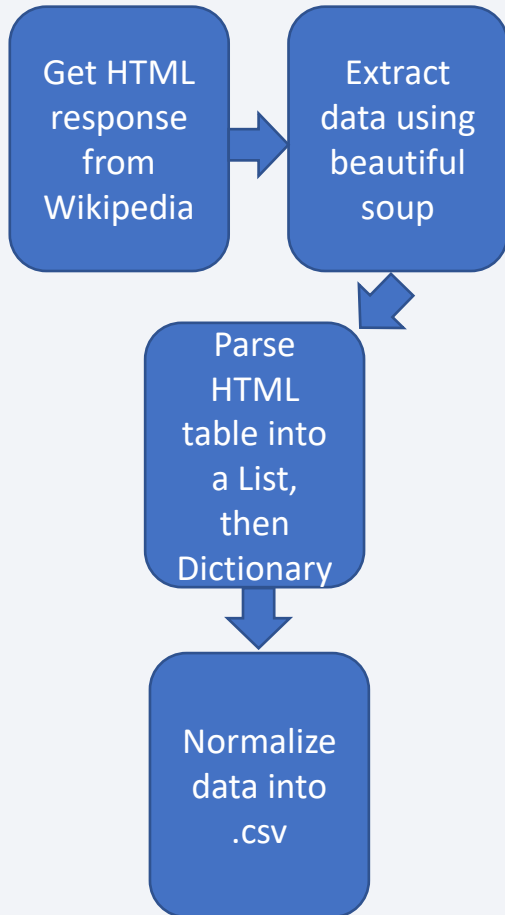 Get HTML
response
from
Wikipedia
Extract
data using
beautiful
soup
Parse
HTML
table into
a List,
then
Dictionary
Normalize
data into
.csv